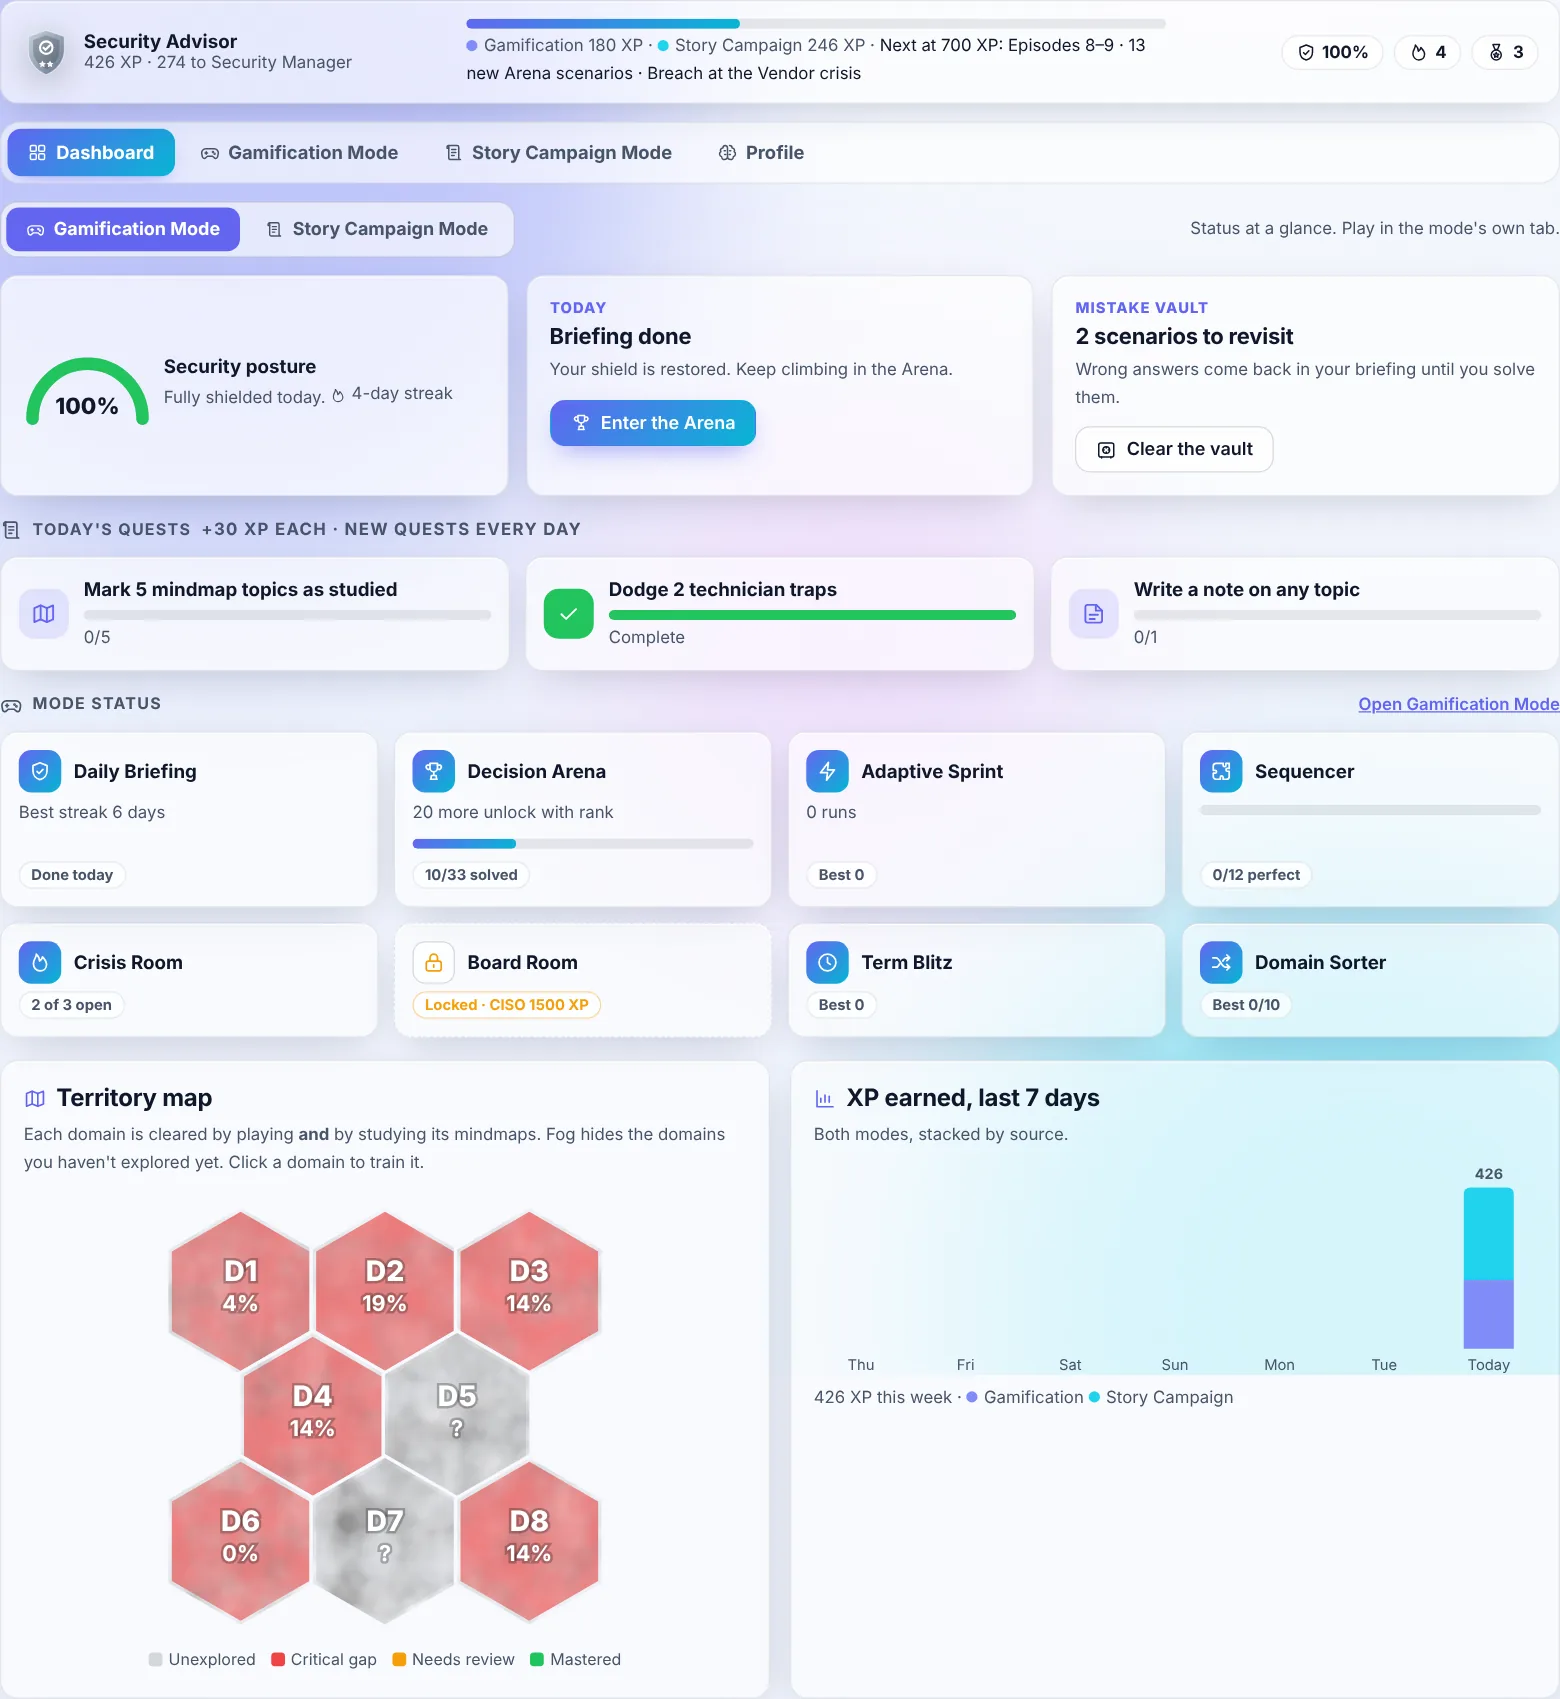 Security Advisor
426 XP · 274 to Security Manager
Gamification 180 XP · Story Campaign 246 XP · Next at 700 XP: Episodes 8–9 · 13
new Arena scenarios · Breach at the Vendor crisis
100%
4
3
Dashboard
Gamification Mode
Story Campaign Mode
Profile
Gamification Mode
Story Campaign Mode
Status at a glance. Play in the mode's own tab.
100%
Security posture
Fully shielded today. 4-day streak
TODAY
Briefing done
Your shield is restored. Keep climbing in the Arena.
Enter the Arena
MISTAKE VAULT
2 scenarios to revisit
Wrong answers come back in your briefing until you solve
them.
Clear the vault
TODAY'S QUESTS +30 XP EACH · NEW QUESTS EVERY DAY
Mark 5 mindmap topics as studied
0/5
Dodge 2 technician traps
Complete
Write a note on any topic
0/1
MODE STATUS
Open Gamification Mode
Daily Briefing
Best streak 6 days
Done today
Decision Arena
20 more unlock with rank
10/33 solved
Adaptive Sprint
0 runs
Best 0
Sequencer
0/12 perfect
Crisis Room
2 of 3 open
Board Room
Locked · CISO 1500 XP
Term Blitz
Best 0
Domain Sorter
Best 0/10
Territory map
Each domain is cleared by playing and by studying its mindmaps. Fog hides the domains
you haven't explored yet. Click a domain to train it.
D1
4%
D2
19%
D3
14%
D4
14%
D5
?
D6
0%
D7
?
D8
14%
Unexplored
Critical gap
Needs review
Mastered
XP earned, last 7 days
Both modes, stacked by source.
426
Thu
Fri
Sat
Sun
Mon
Tue
Today
426 XP this week · Gamification Story Campaign